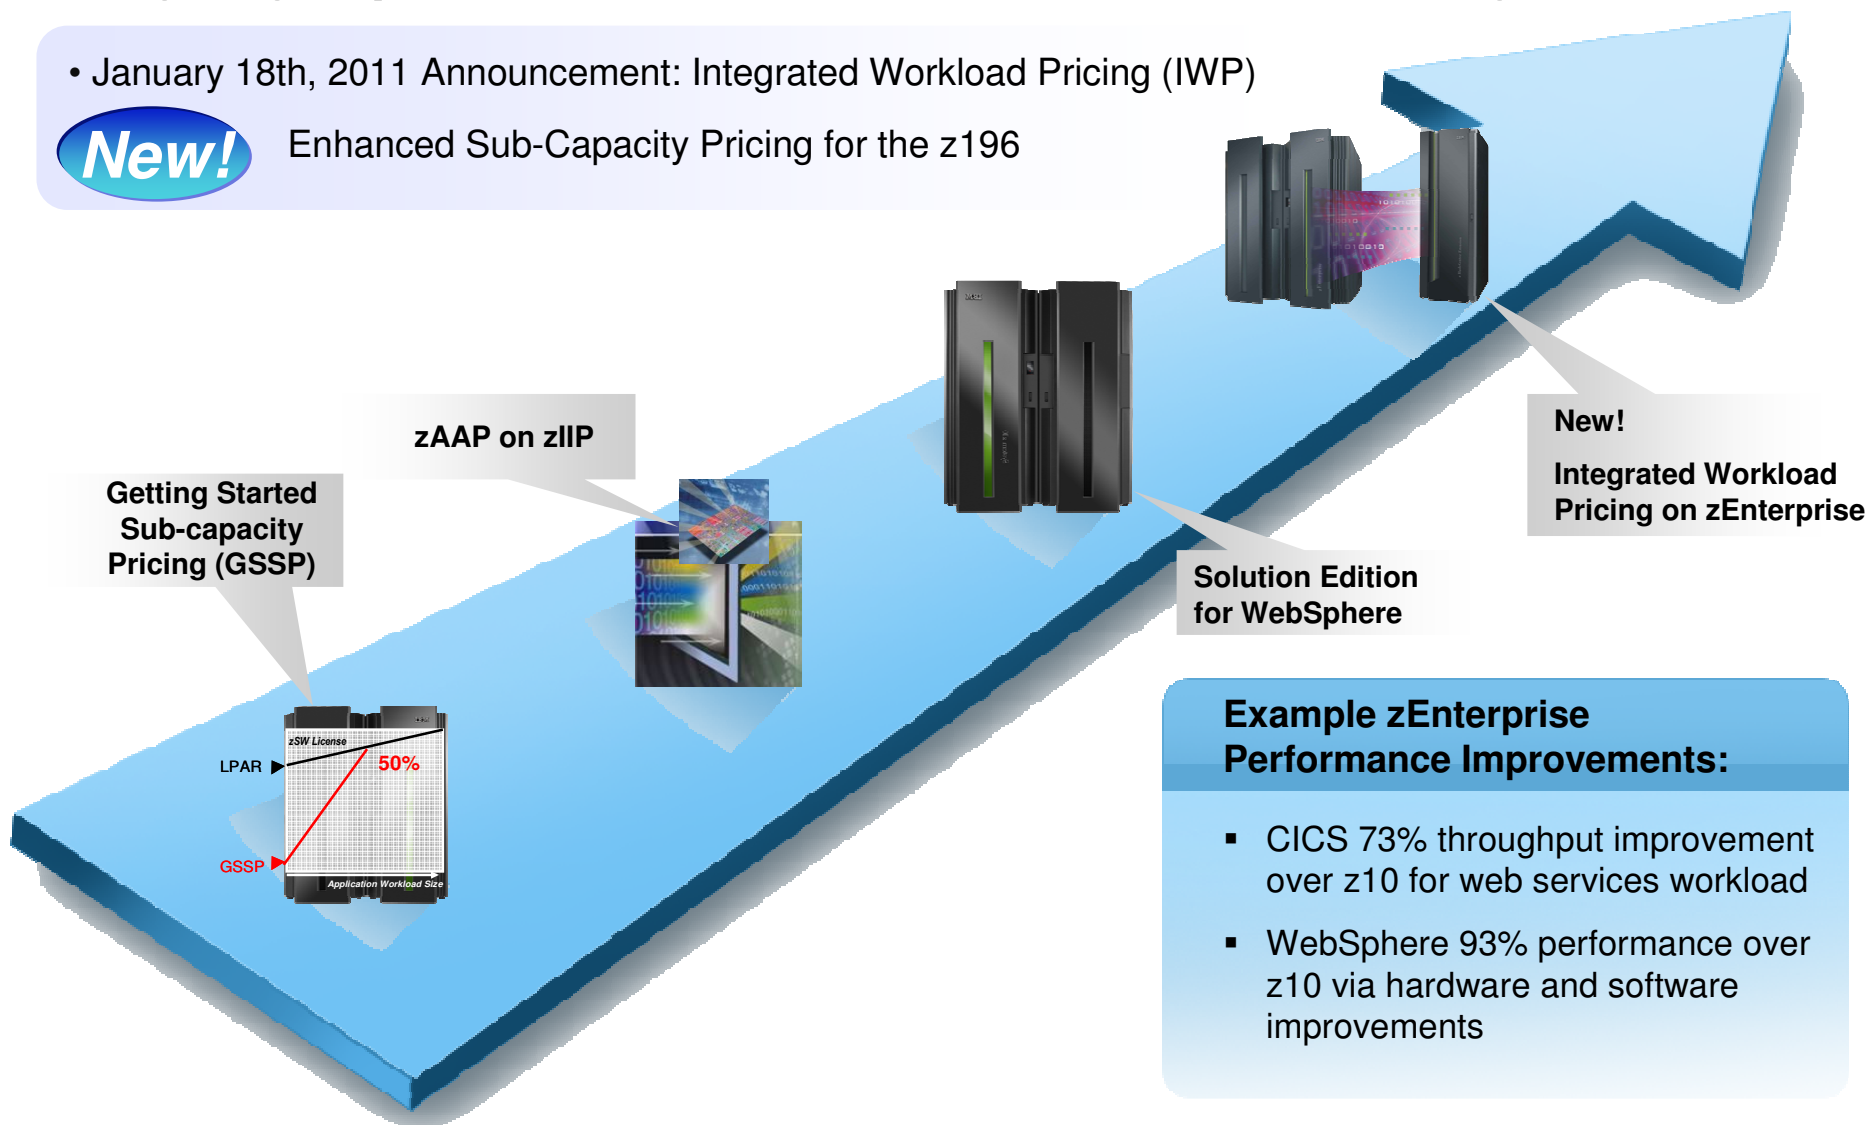 • January 18th, 2011 Announcement: Integrated Workload Pricing (IWP)
New!
Enhanced Sub-Capacity Pricing for the z196
zAAP on zIIP
Getting Started
Sub-capacity
Pricing (GSSP)
New!
Integrated Workload
Pricing on zEnterprise
Solution Edition
for WebSphere
zSW License
LPAR
50%
GSSP
Application Workload Size
Example zEnterprise
Performance Improvements:
▪ CICS 73% throughput improvement
over z10 for web services workload
▪ WebSphere 93% performance over
z10 via hardware and software
improvements